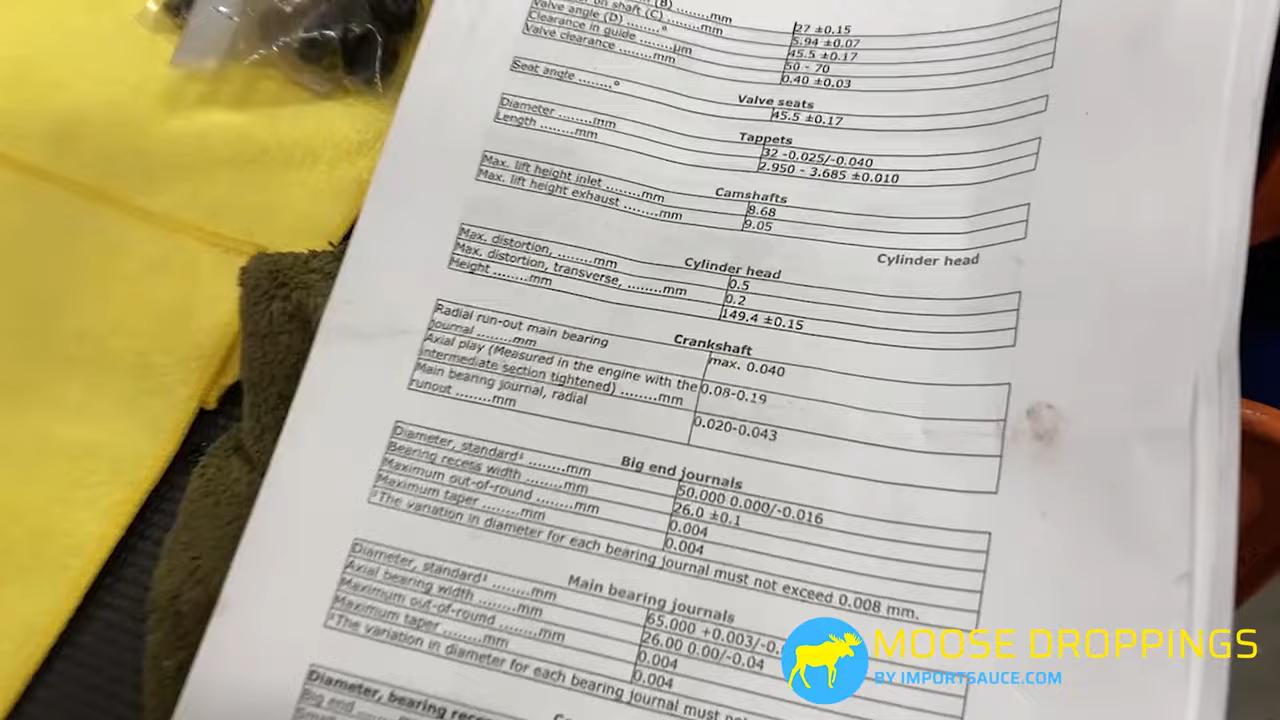 (B) ........mm
on shaft (C) ........mm
27 ±0.15
Valve angle (D) ........°
5.94 ±0.07
Clearance in guide ........µm
45.5 ±0.17
Valve clearance ........mm
50 - 70
0.40 ±0.03
Valve seats
Seat angle ........°
45.5 ±0.17
Tappets
Diameter ........mm
32 -0.025/-0.040
Length ........mm
2.950 - 3.685 ±0.010
Camshafts
Max. lift height inlet ........mm
8.68
Max. lift height exhaust ........mm
9.05
Cylinder head
Cylinder head
Max. distortion, ........mm
0.5
Max. distortion, transverse, ........mm
0.2
Height ........mm
149.4 ±0.15
Crankshaft
Radial run-out main bearing
journal ........mm
max. 0.040
Axial play (Measured in the engine with the
intermediate section tightened) ........mm
0.08-0.19
Main bearing journal, radial
runout ........mm
0.020-0.043
Big end journals
Diameter, standard¹ ........mm
50.000 0.000/-0.016
Bearing recess width ........mm
26.0 ±0.1
Maximum out-of-round ........mm
0.004
Maximum taper ........mm
0.004
¹The variation in diameter for each bearing journal must not exceed 0.008 mm.
Main bearing journals
Diameter, standard¹ ........mm
65.000 +0.003/-0.
Axial bearing width ........mm
26.00 0.00/-0.04
Maximum out-of-round ........mm
0.004
Maximum taper ........mm
0.004
¹The variation in diameter for each bearing journal must
Diameter, bearing
Big end
MOOSE DROPPINGS
BY IMPORTSAUCE.COM